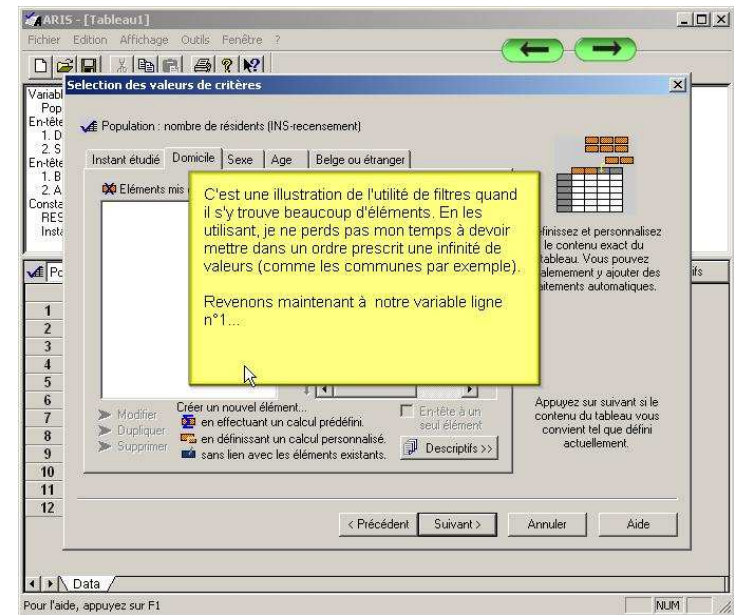 ARIS - [Tableau1]
Fichier Edition Affichage Outils Fenêtre ?
Selection des valeurs de critères
Variabl
Pop
En-tête
1. D
2. S
En-tête
1. B
2. A
Consta
RES
Insta
Population : nombre de résidents (INS-recensement)
Instant étudié Domicile Sexe Age Belge ou étranger
Eléments mis
C'est une illustration de l'utilité de filtres quand
il s'y trouve beaucoup d'éléments. En les
utilisant, je ne perds pas mon temps à devoir
mettre dans un ordre prescrit une infinité de
valeurs (comme les communes par exemple).
Revenons maintenant à notre variable ligne
n°1...
finissez et personnalisez
le contenu exact du
ableau. Vous pouvez
alemement y ajouter des
aitements automatiques.
Po
ifs
1
2
3
4
5
6
7
8
9
10
11
12
Modifier
Dupliquer
Supprimer
Créer un nouvel élément...
en effectuant un calcul prédéfini.
en définissant un calcul personnalisé.
sans lien avec les éléments existants.
En-tête à un
seul élément
Descriptifs >>
Appuyez sur suivant si le
contenu du tableau vous
convient tel que défini
actuellement.
< Précédent Suivant > Annuler Aide
Data
Pour l'aide, appuyez sur F1
NUM